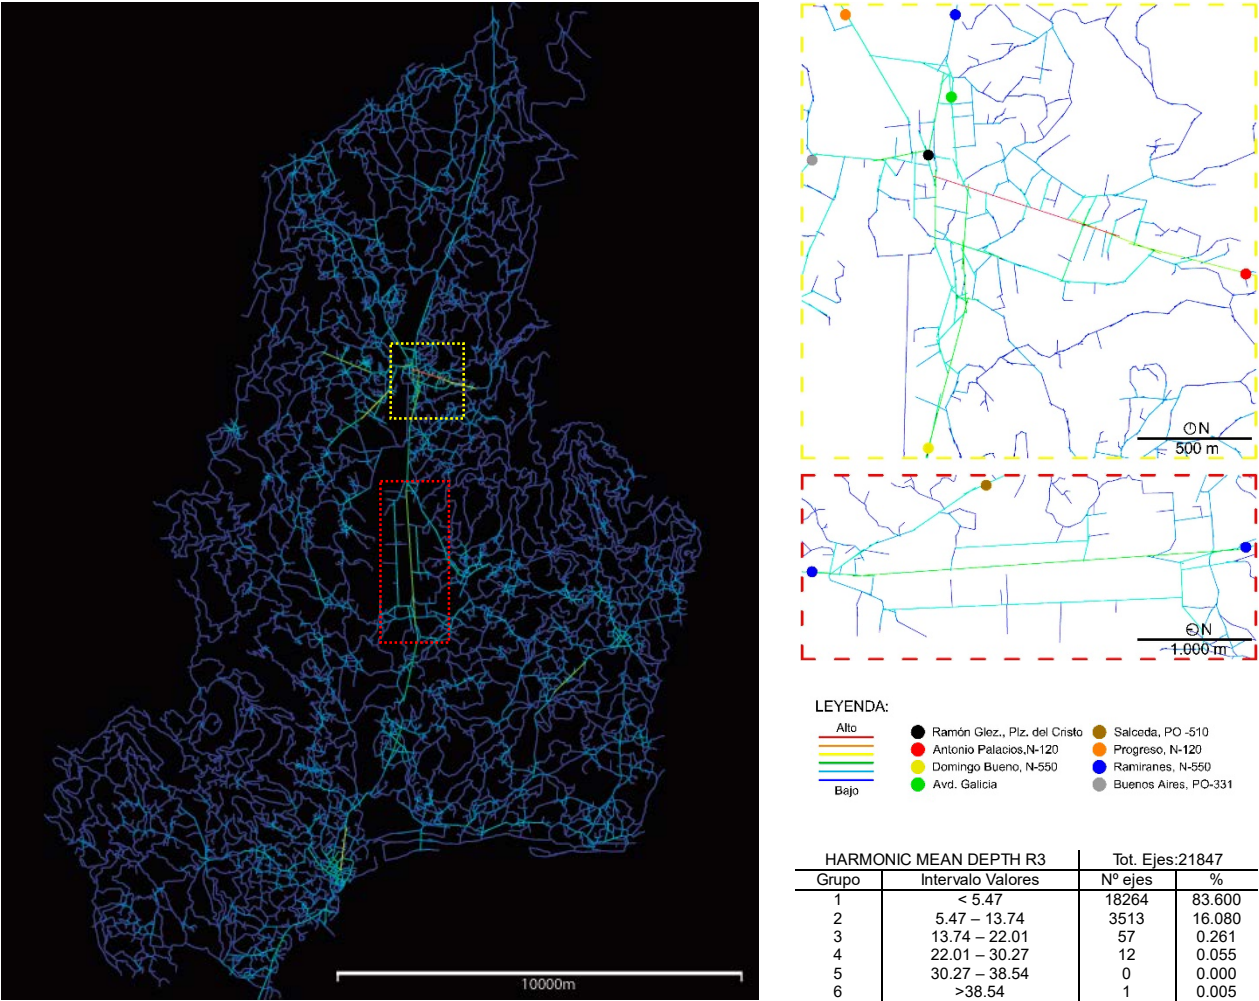 10000m
N
500 m
N
1.000 m
LEYENDA:
Alto
Bajo
Ramón Glez., Plz. del Cristo
Antonio Palacios,N-120
Domingo Bueno, N-550
Avd. Galicia
Salceda, PO -510
Progreso, N-120
Ramiranes, N-550
Buenos Aires, PO-331
HARMONIC MEAN DEPTH R3 Tot. Ejes:21847
Grupo Intervalo Valores Nº ejes %
1 < 5.47 18264 83.600
2 5.47 – 13.74 3513 16.080
3 13.74 – 22.01 57 0.261
4 22.01 – 30.27 12 0.055
5 30.27 – 38.54 0 0.000
6 >38.54 1 0.005